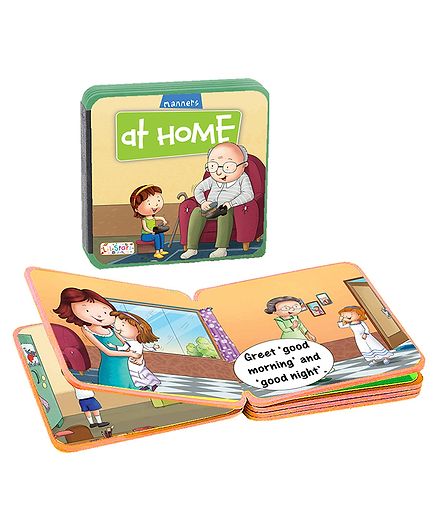 manners
at HOME
Greet 'good
morning' and
'good night'.